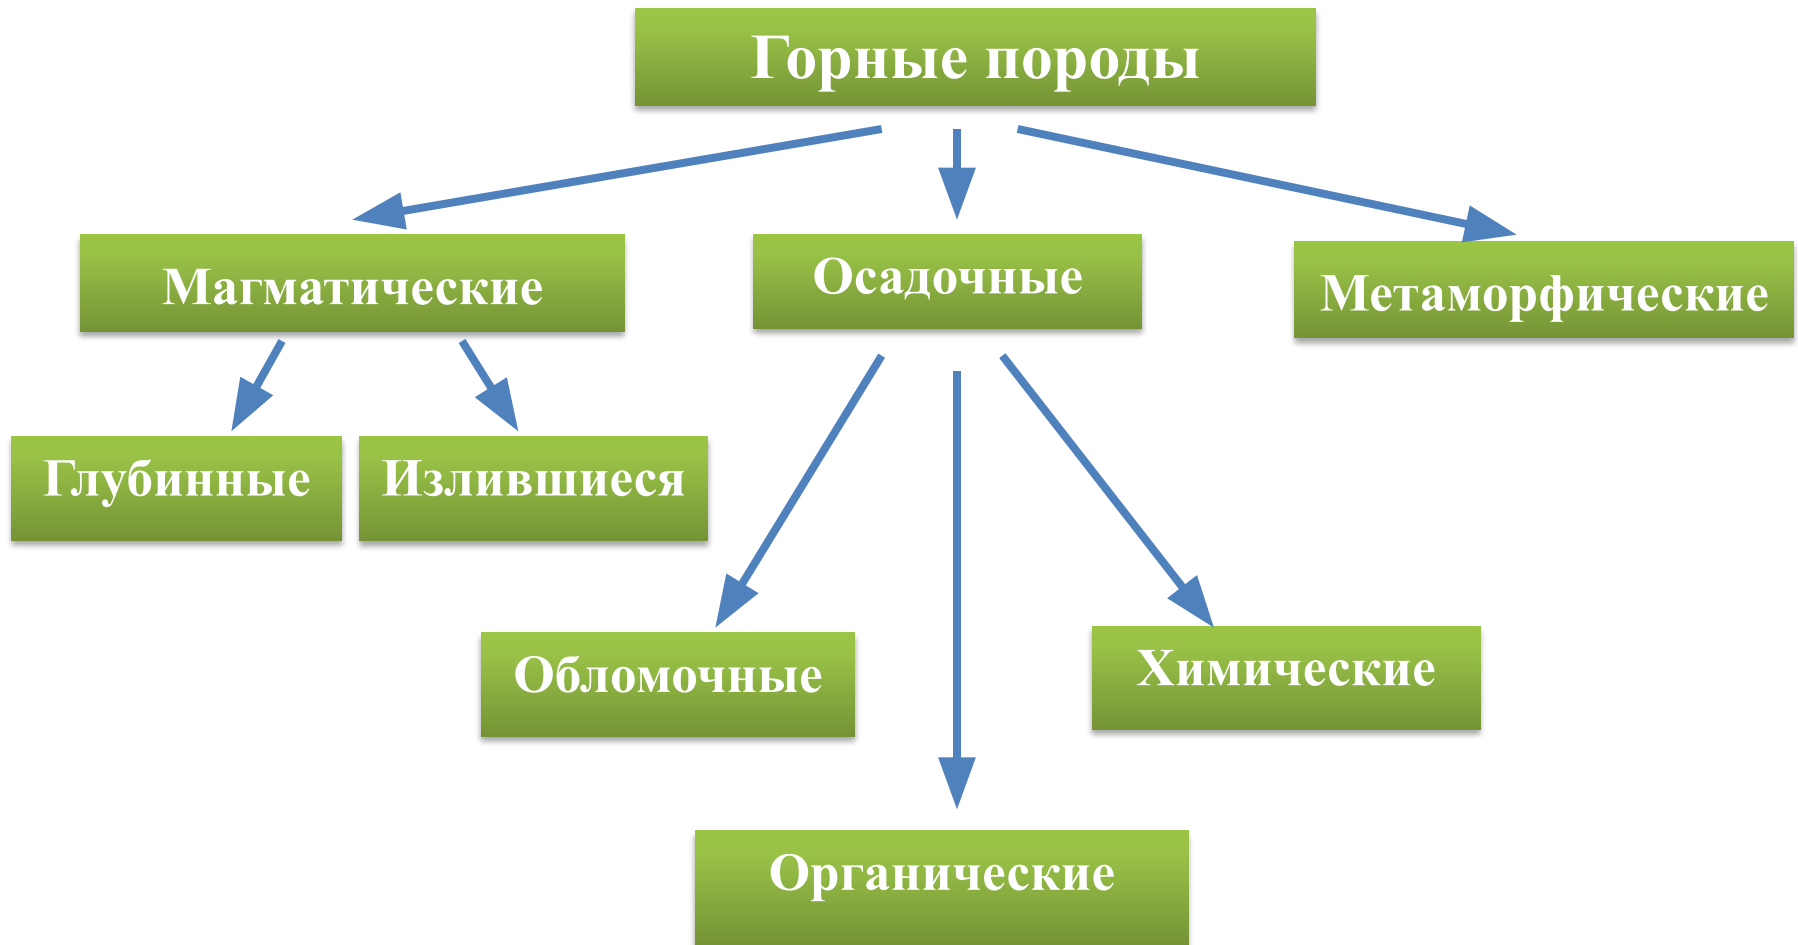 Горные породы
Магматические
Осадочные
Метаморфические
Глубинные
Излившиеся
Обломочные
Химические
Органические